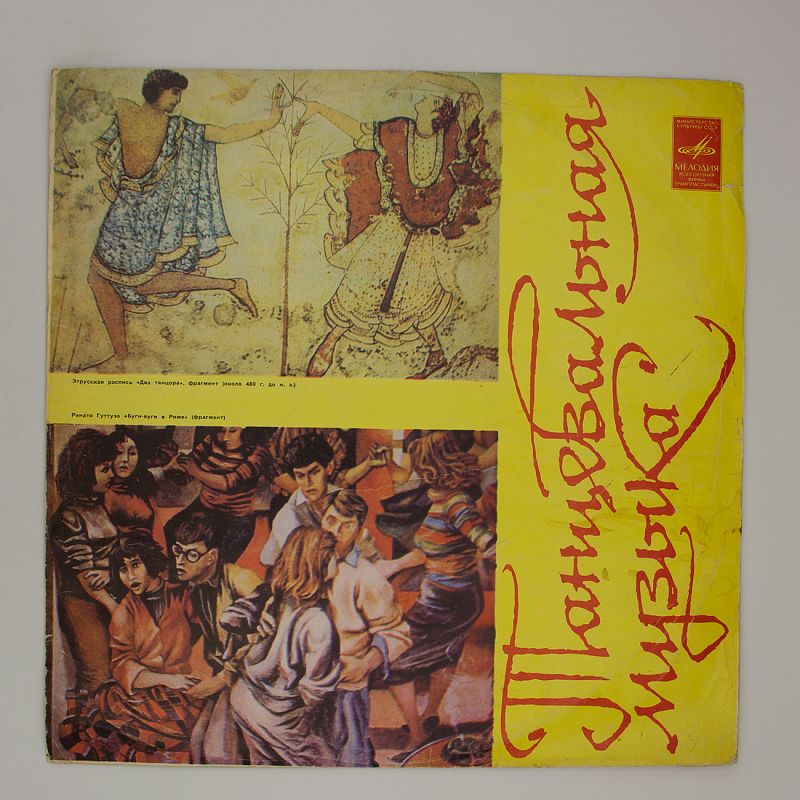 Этрусская роспись «Два танцора», фрагмент (около 480 г. до н. э.)
Ренато Гуттузо «Буги-вуги в Риме» (фрагмент)
Танцевальная
музыка
МИНИСТЕРСТВО
КУЛЬТУРЫ СССР
МЕЛОДИЯ
ВСЕСОЮЗНАЯ
ФИРМА
ГРАМПЛАСТИНОК